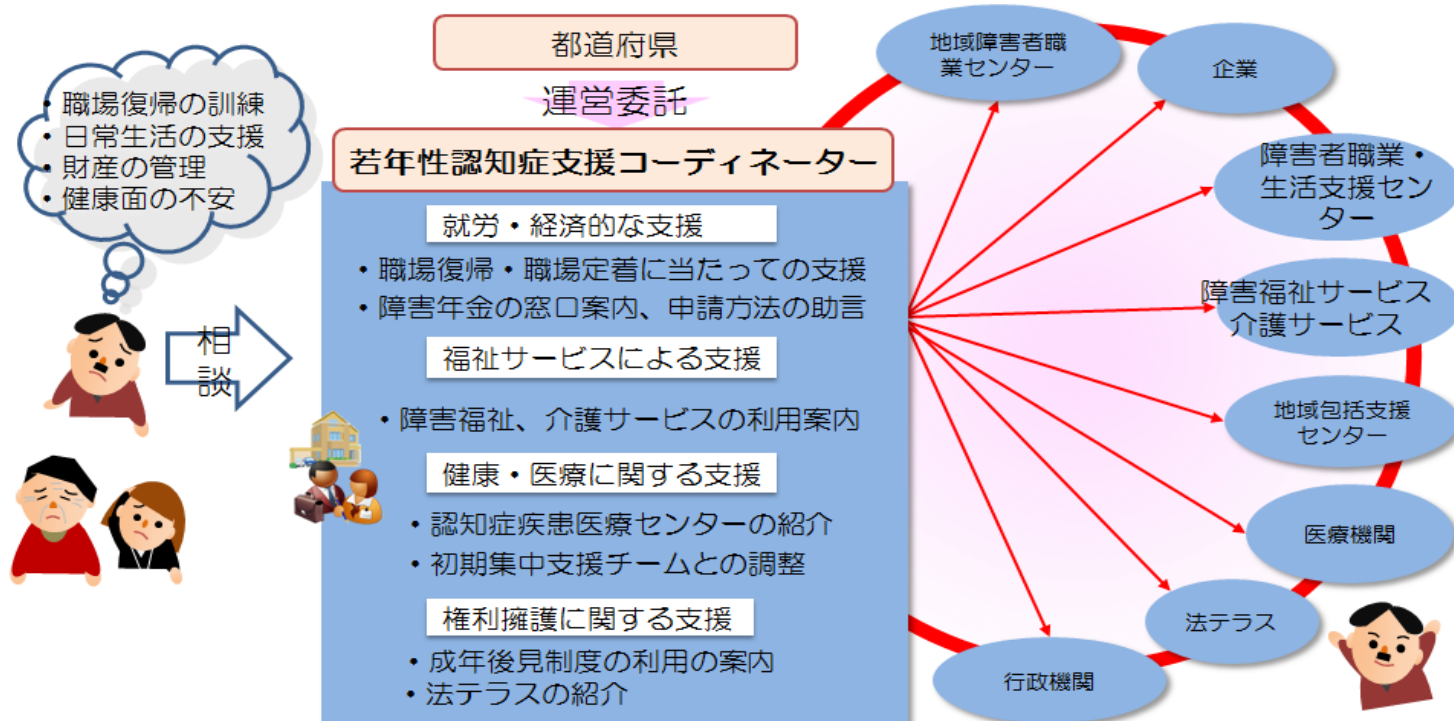 都道府県
運営委託
若年性認知症支援コーディネーター
・職場復帰の訓練
・日常生活の支援
・財産の管理
・健康面の不安
相
談
就労・経済的な支援
・職場復帰・職場定着に当たっての支援
・障害年金の窓口案内、申請方法の助言
福祉サービスによる支援
・障害福祉、介護サービスの利用案内
健康・医療に関する支援
・認知症疾患医療センターの紹介
・初期集中支援チームとの調整
権利擁護に関する支援
・成年後見制度の利用の案内
・法テラスの紹介
地域障害者職
業センター
企業
障害者職業・
生活支援セン
ター
障害福祉サービス
介護サービス
地域包括支援
センター
医療機関
法テラス
行政機関